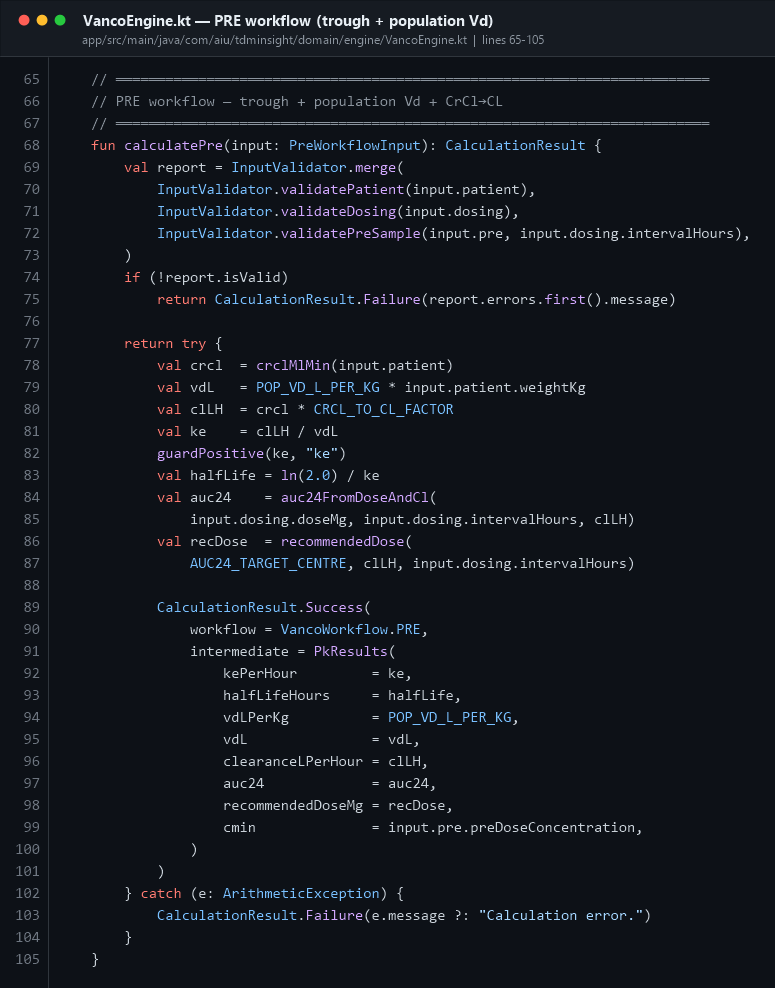 VancoEngine.kt — PRE workflow (trough + population Vd)
app/src/main/java/com/aiu/tdminsight/domain/engine/VancoEngine.kt | lines 65-105
65 // ════════════════════════════════════════════════════════════════════════
66 // PRE workflow — trough + population Vd + CrCl→CL
67 // ════════════════════════════════════════════════════════════════════════
68 fun calculatePre(input: PreWorkflowInput): CalculationResult {
69     val report = InputValidator.merge(
70         InputValidator.validatePatient(input.patient),
71         InputValidator.validateDosing(input.dosing),
72         InputValidator.validatePreSample(input.pre, input.dosing.intervalHours),
73     )
74     if (!report.isValid)
75         return CalculationResult.Failure(report.errors.first().message)
76
77     return try {
78         val crcl  = crclMlMin(input.patient)
79         val vdL   = POP_VD_L_PER_KG * input.patient.weightKg
80         val clLH  = crcl * CRCL_TO_CL_FACTOR
81         val ke    = clLH / vdL
82         guardPositive(ke, "ke")
83         val halfLife = ln(2.0) / ke
84         val auc24    = auc24FromDoseAndCl(
85             input.dosing.doseMg, input.dosing.intervalHours, clLH)
86         val recDose  = recommendedDose(
87             AUC24_TARGET_CENTRE, clLH, input.dosing.intervalHours)
88
89         CalculationResult.Success(
90             workflow = VancoWorkflow.PRE,
91             intermediate = PkResults(
92                 kePerHour         = ke,
93                 halfLifeHours     = halfLife,
94                 vdLPerKg          = POP_VD_L_PER_KG,
95                 vdL               = vdL,
96                 clearanceLPerHour = clLH,
97                 auc24             = auc24,
98                 recommendedDoseMg = recDose,
99                 cmin              = input.pre.preDoseConcentration,
100             )
101         )
102     } catch (e: ArithmeticException) {
103         CalculationResult.Failure(e.message ?: "Calculation error.")
104     }
105 }